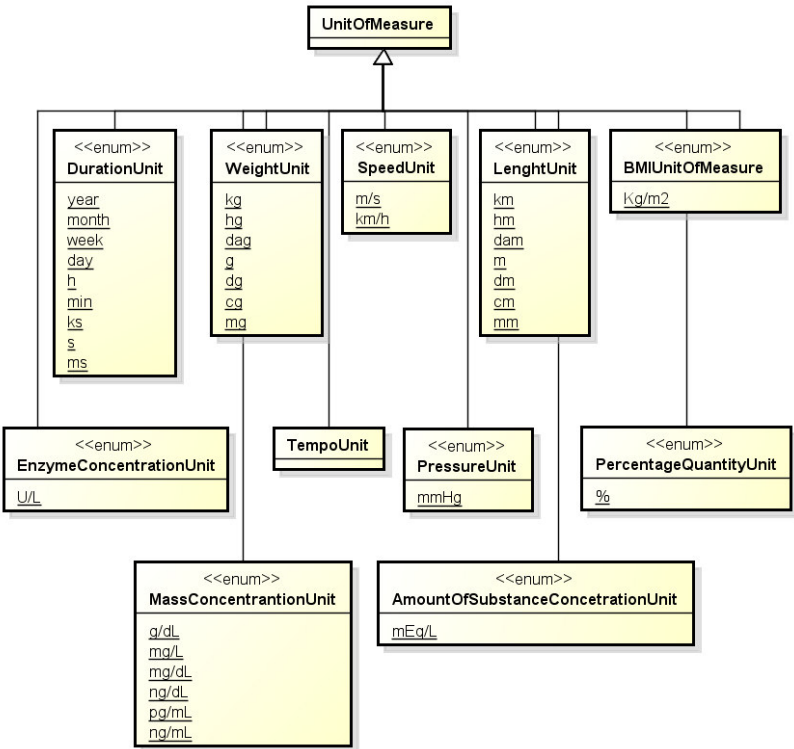 UnitOfMeasure
<<enum>>
DurationUnit
year
month
week
day
h
min
ks
s
ms
<<enum>>
WeightUnit
kg
hg
dag
g
dg
cg
mg
<<enum>>
SpeedUnit
m/s
km/h
<<enum>>
LenghtUnit
km
hm
dam
m
dm
cm
mm
<<enum>>
BMIUnitOfMeasure
Kg/m2
<<enum>>
EnzymeConcentrationUnit
U/L
TempoUnit
<<enum>>
PressureUnit
mmHg
<<enum>>
PercentageQuantityUnit
%
<<enum>>
MassConcentrantionUnit
g/dL
mg/L
mg/dL
ng/dL
pg/mL
ng/mL
<<enum>>
AmountOfSubstanceConcetrationUnit
mEq/L